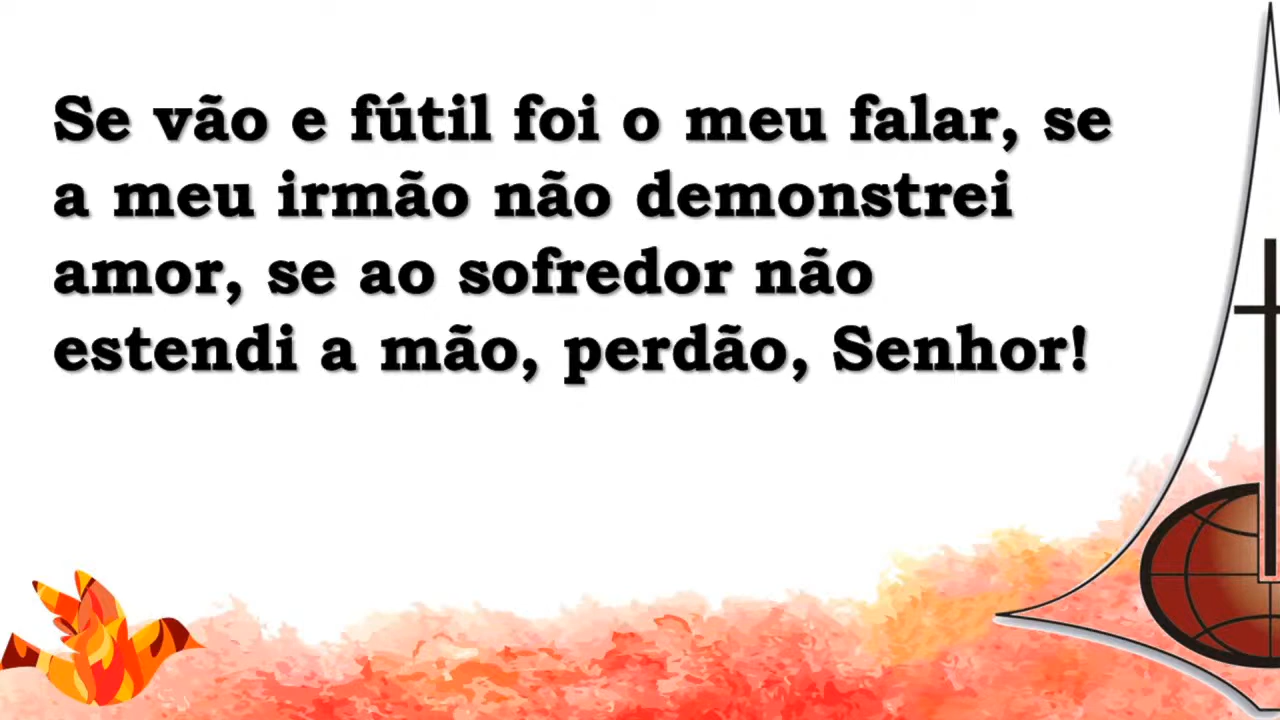 Se vão e fútil foi o meu falar, se
a meu irmão não demonstrei
amor, se ao sofredor não
estendi a mão, perdão, Senhor!